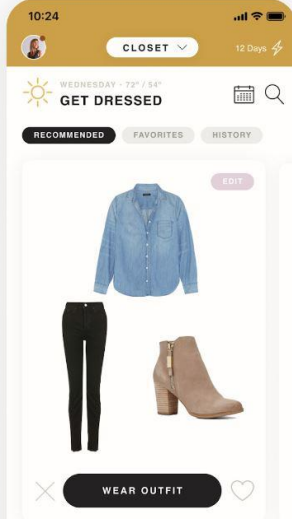 10:24
CLOSET
12 Days
WEDNESDAY - 72° / 54°
GET DRESSED
RECOMMENDED
FAVORITES
HISTORY
EDIT
WEAR OUTFIT